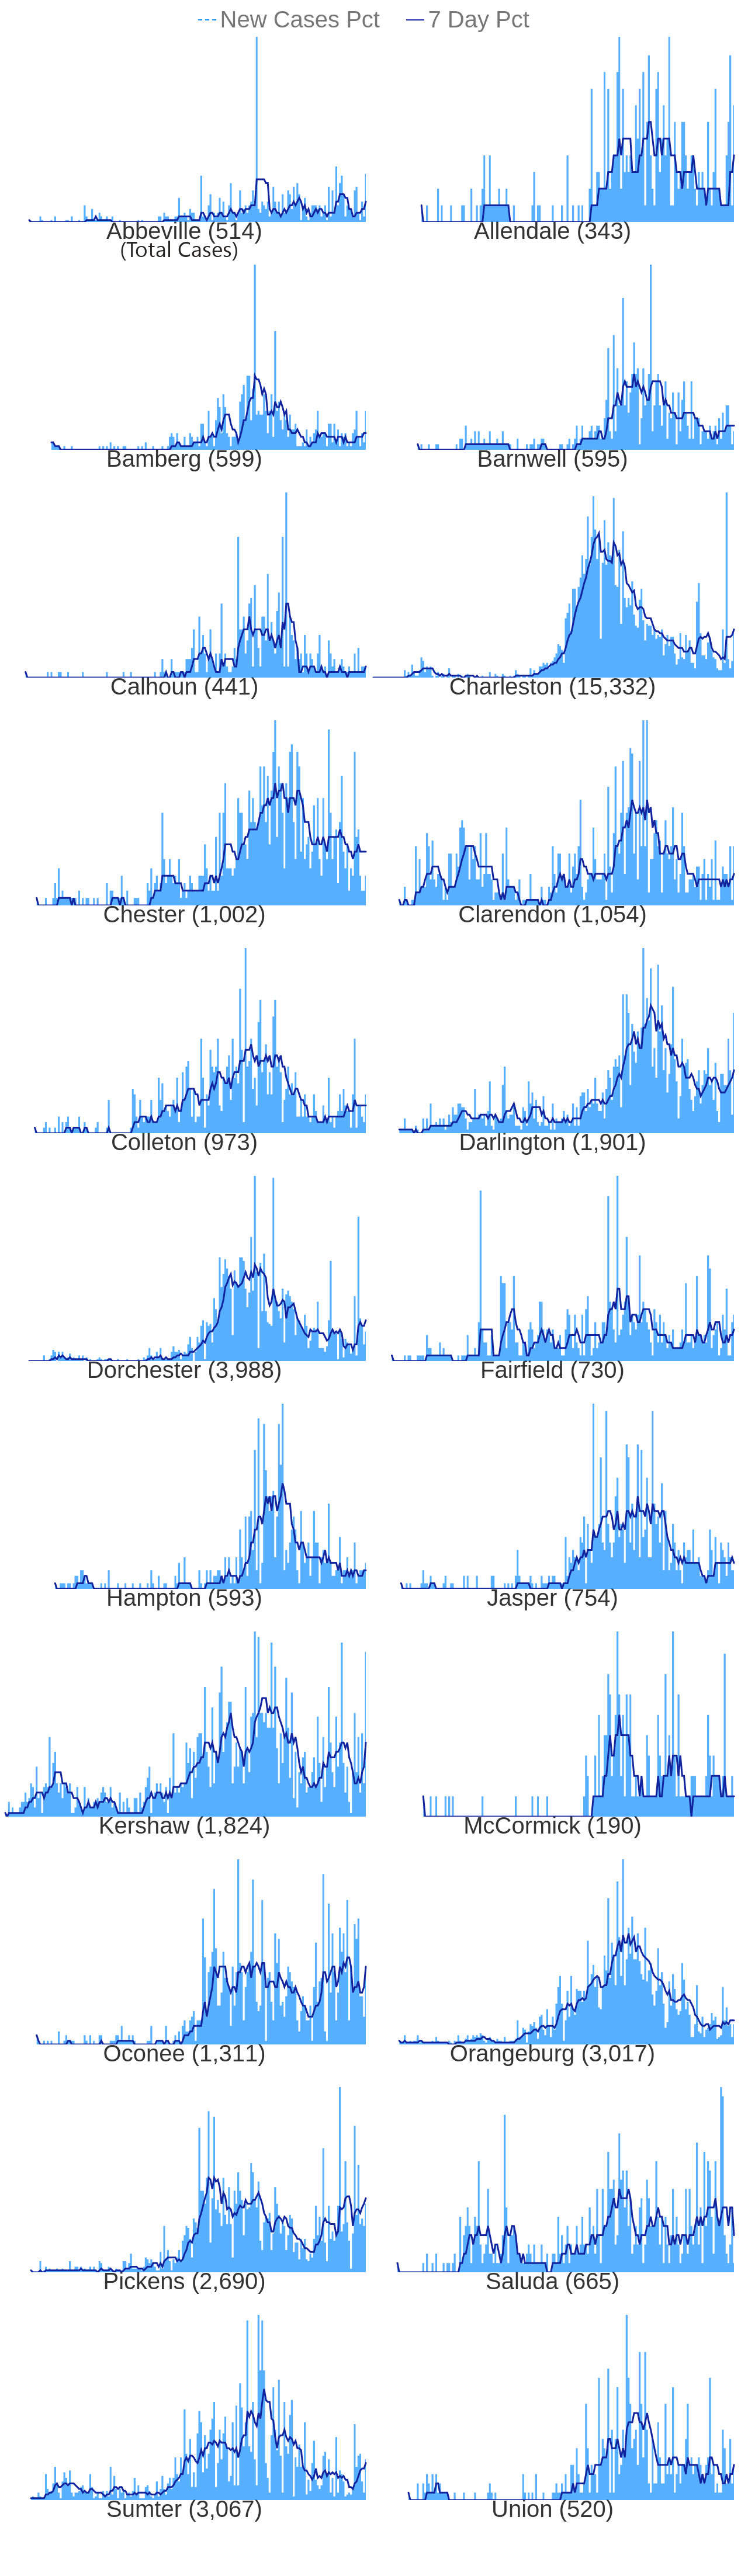 New Cases Pct 7 Day Pct
Abbeville (514) Allendale (343)
(Total Cases)
Bamberg (599) Barnwell (595)
Calhoun (441) Charleston (15,332)
Chester (1,002) Clarendon (1,054)
Colleton (973) Darlington (1,901)
Dorchester (3,988) Fairfield (730)
Hampton (593) Jasper (754)
Kershaw (1,824) McCormick (190)
Oconee (1,311) Orangeburg (3,017)
Pickens (2,690) Saluda (665)
Sumter (3,067) Union (520)